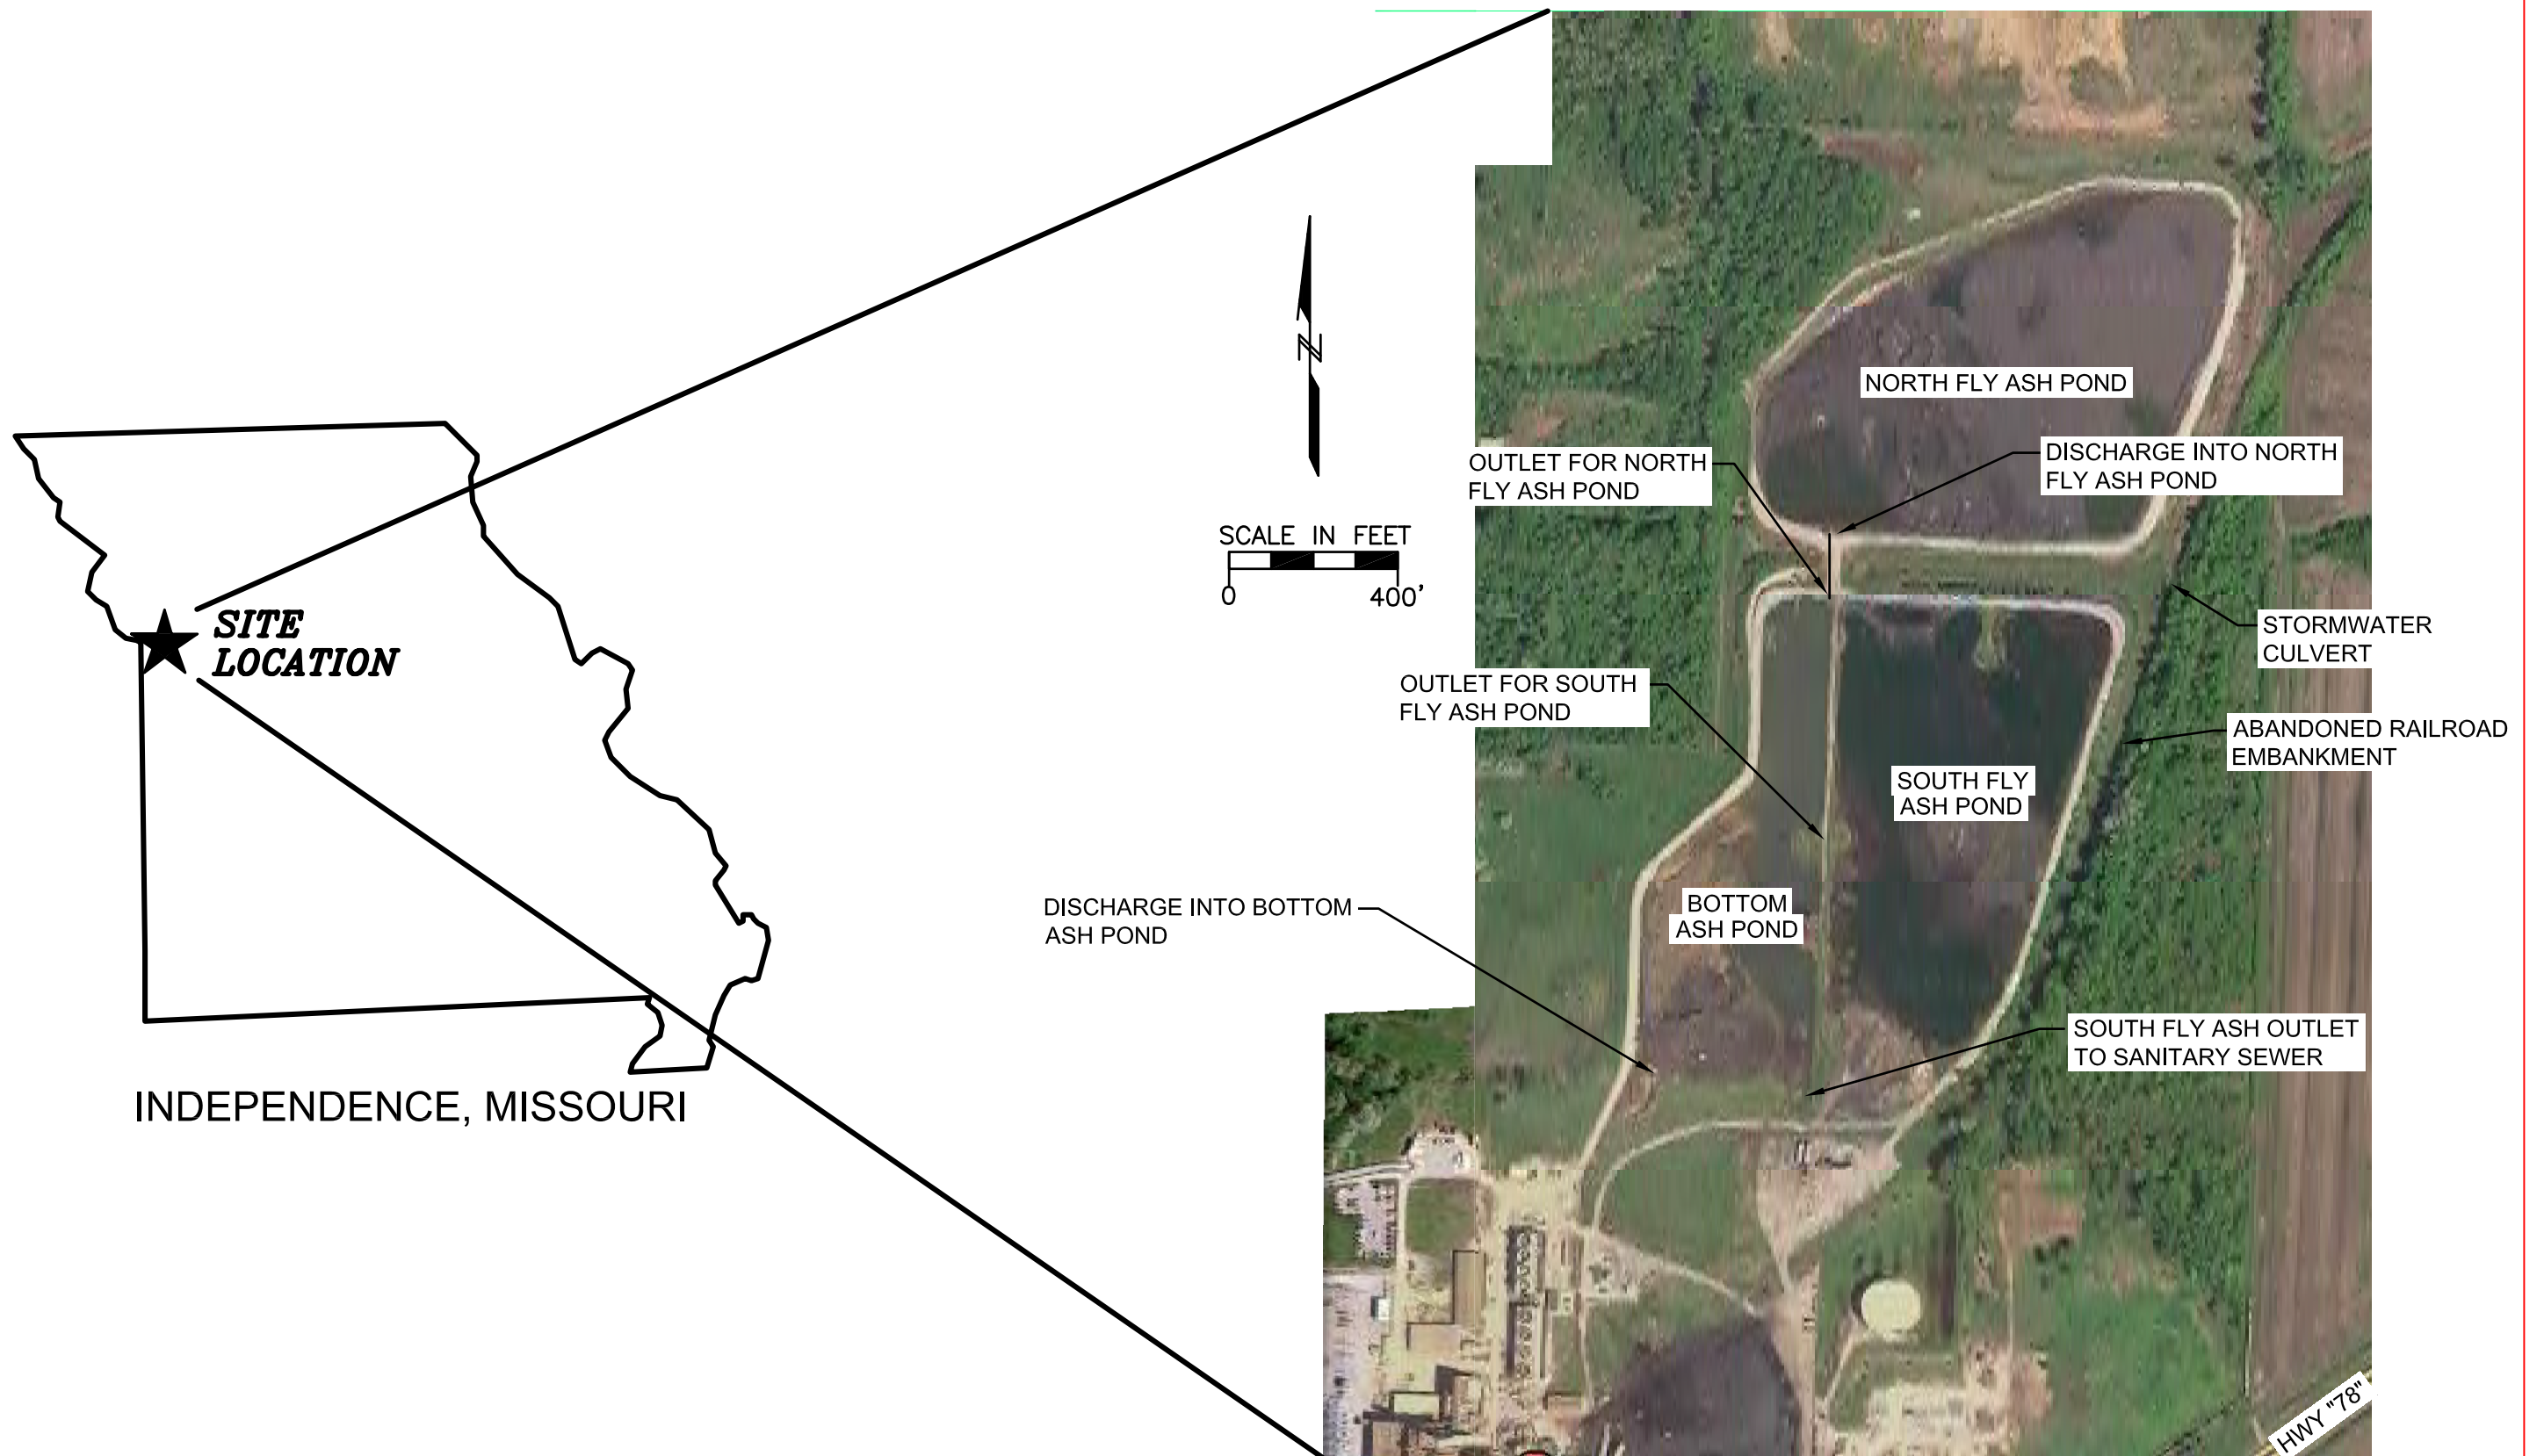 SITE
LOCATION
INDEPENDENCE, MISSOURI
N
SCALE IN FEET
0 400'
NORTH FLY ASH POND
OUTLET FOR NORTH
FLY ASH POND
DISCHARGE INTO NORTH
FLY ASH POND
STORMWATER
CULVERT
OUTLET FOR SOUTH
FLY ASH POND
ABANDONED RAILROAD
EMBANKMENT
SOUTH FLY
ASH POND
DISCHARGE INTO BOTTOM
ASH POND
BOTTOM
ASH POND
SOUTH FLY ASH OUTLET
TO SANITARY SEWER
HWY "78"